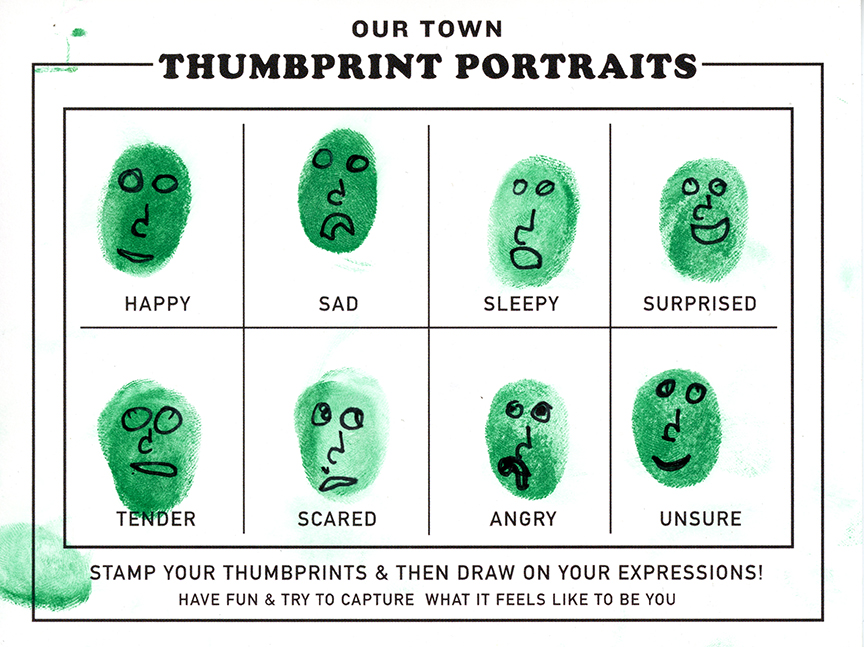 OUR TOWN
THUMBPRINT PORTRAITS
HAPPY
SAD
SLEEPY
SURPRISED
TENDER
SCARED
ANGRY
UNSURE
STAMP YOUR THUMBPRINTS & THEN DRAW ON YOUR EXPRESSIONS!
HAVE FUN & TRY TO CAPTURE WHAT IT FEELS LIKE TO BE YOU